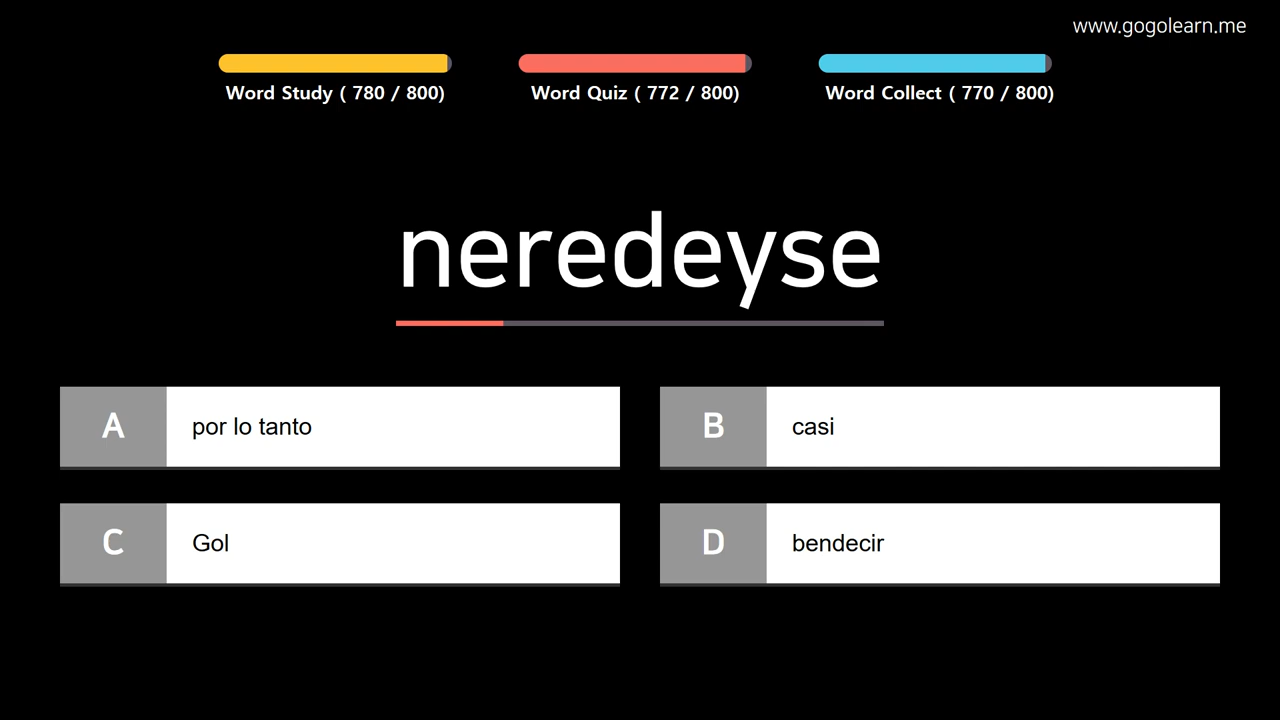 www.gogolearn.me
Word Study ( 780 / 800)
Word Quiz ( 772 / 800)
Word Collect ( 770 / 800)
neredeyse
A por lo tanto
B casi
C Gol
D bendecir